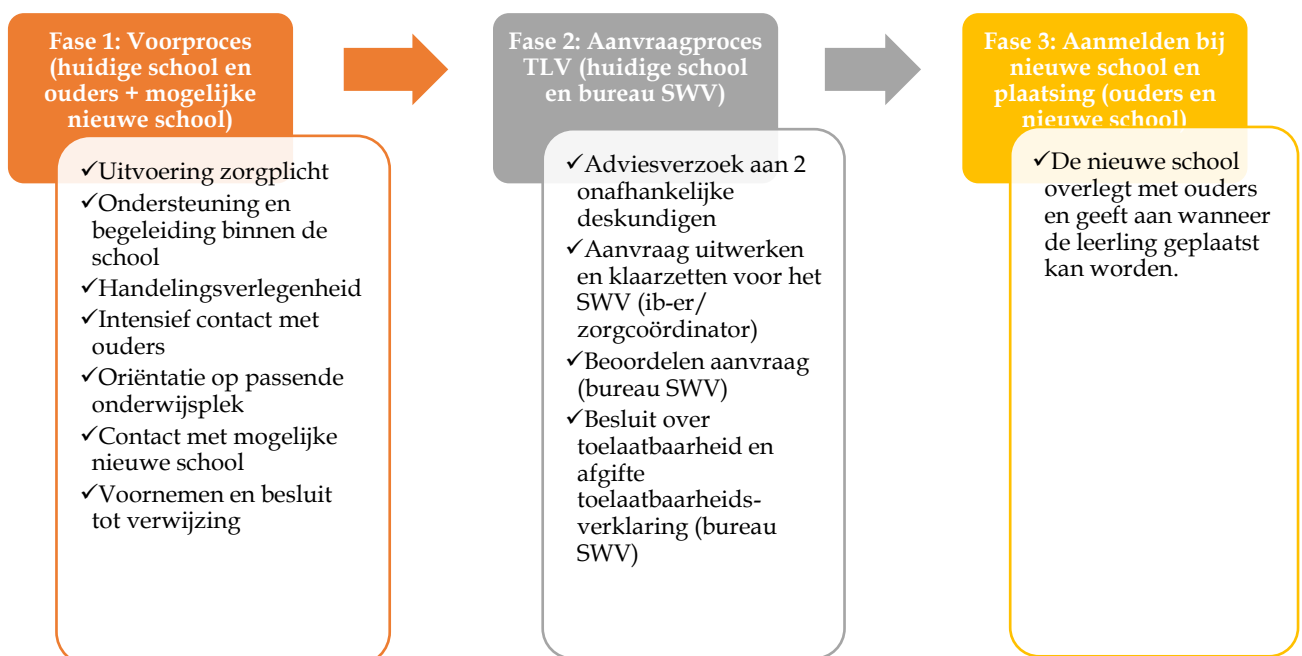 Fase 1: Voorproces
(huidige school en
ouders + mogelijke
nieuwe school)
✓Uitvoering zorgplicht
✓Ondersteuning en
begeleiding binnen de
school
✓Handelingsverlegenheid
✓Intensief contact met
ouders
✓Oriëntatie op passende
onderwijsplek
✓Contact met mogelijke
nieuwe school
✓Voornemen en besluit
tot verwijzing
Fase 2: Aanvraagproces
TLV (huidige school
en bureau SWV)
✓Adviesverzoek aan 2
onafhankelijke
deskundigen
✓Aanvraag uitwerken
en klaarzetten voor het
SWV (ib-er/
zorgcoördinator)
✓Beoordelen aanvraag
(bureau SWV)
✓Besluit over
toelaatbaarheid en
afgifte
toelaatbaarheids-
verklaring (bureau
SWV)
Fase 3: Aanmelden bij
nieuwe school en
plaatsing (ouders en
nieuwe school)
✓De nieuwe school
overlegt met ouders
en geeft aan wanneer
de leerling geplaatst
kan worden.